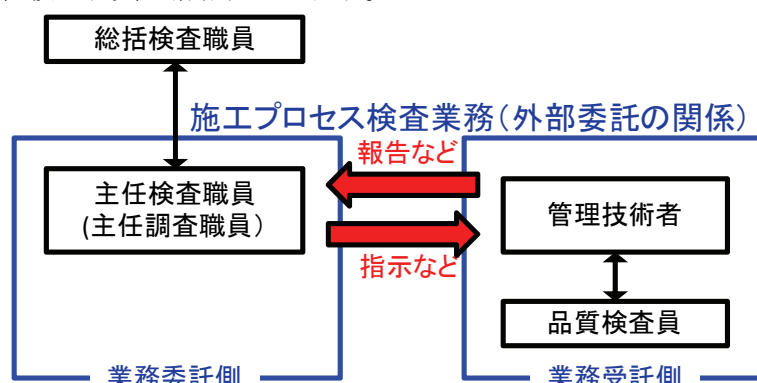 総括検査職員
施工プロセス検査業務(外部委託の関係)
報告など
主任検査職員
(主任調査職員)
管理技術者
指示など
品質検査員
業務委託側
業務受託側